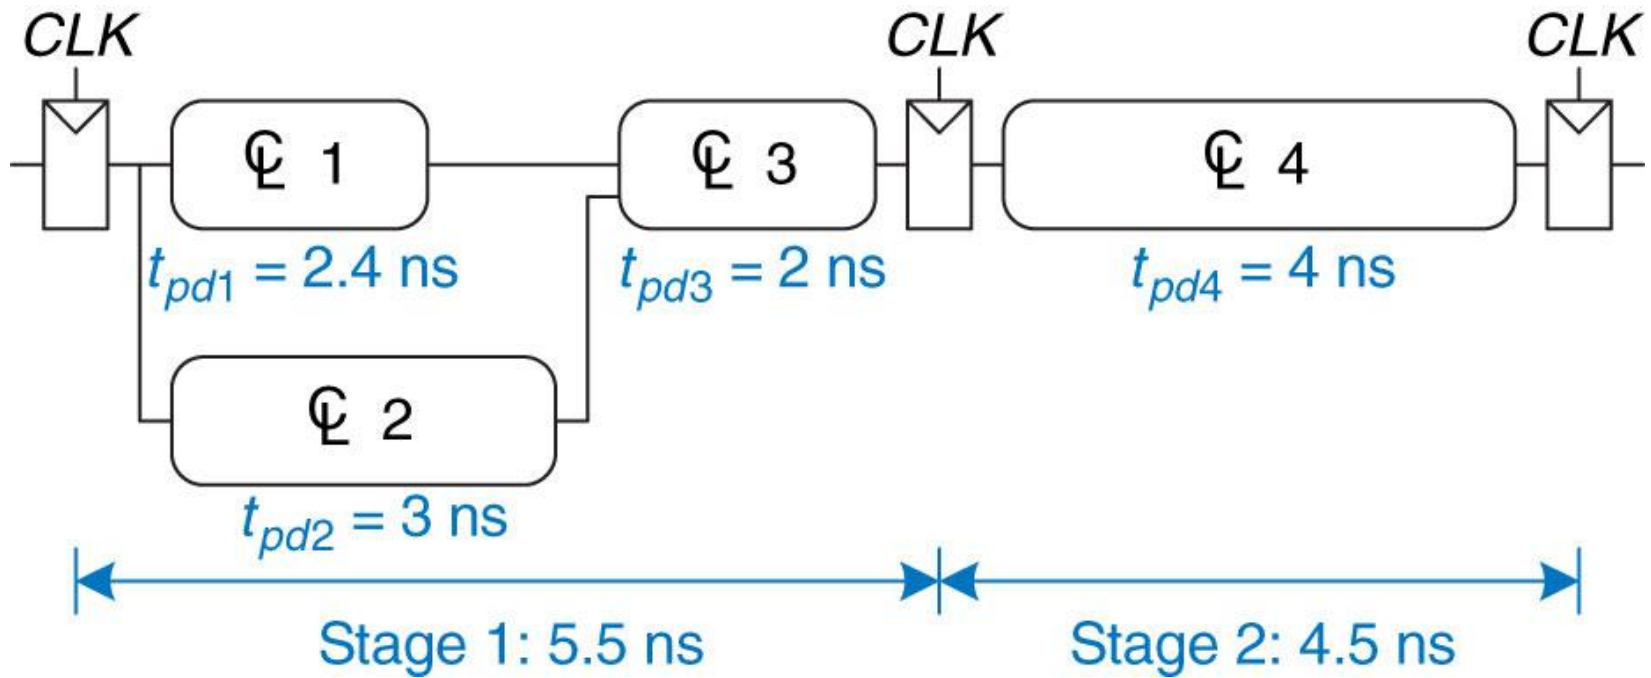 CLK CLK CLK
CL 1 CL 3 CL 4
tpd1 = 2.4 ns tpd3 = 2 ns tpd4 = 4 ns
CL 2
tpd2 = 3 ns
Stage 1: 5.5 ns Stage 2: 4.5 ns